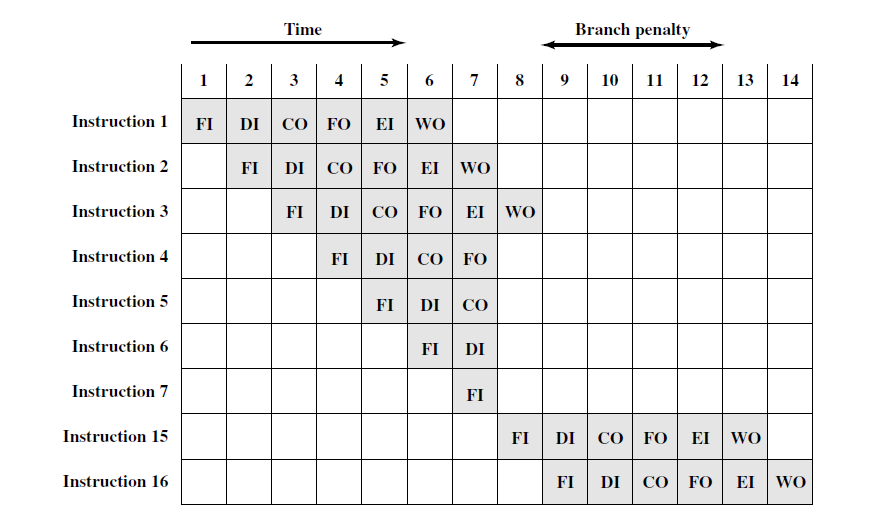 Time Branch penalty
1 2 3 4 5 6 7 8 9 10 11 12 13 14
Instruction 1 FI DI CO FO EI WO
Instruction 2 FI DI CO FO EI WO
Instruction 3 FI DI CO FO EI WO
Instruction 4 FI DI CO FO
Instruction 5 FI DI CO
Instruction 6 FI DI
Instruction 7 FI
Instruction 15 FI DI CO FO EI WO
Instruction 16 FI DI CO FO EI WO